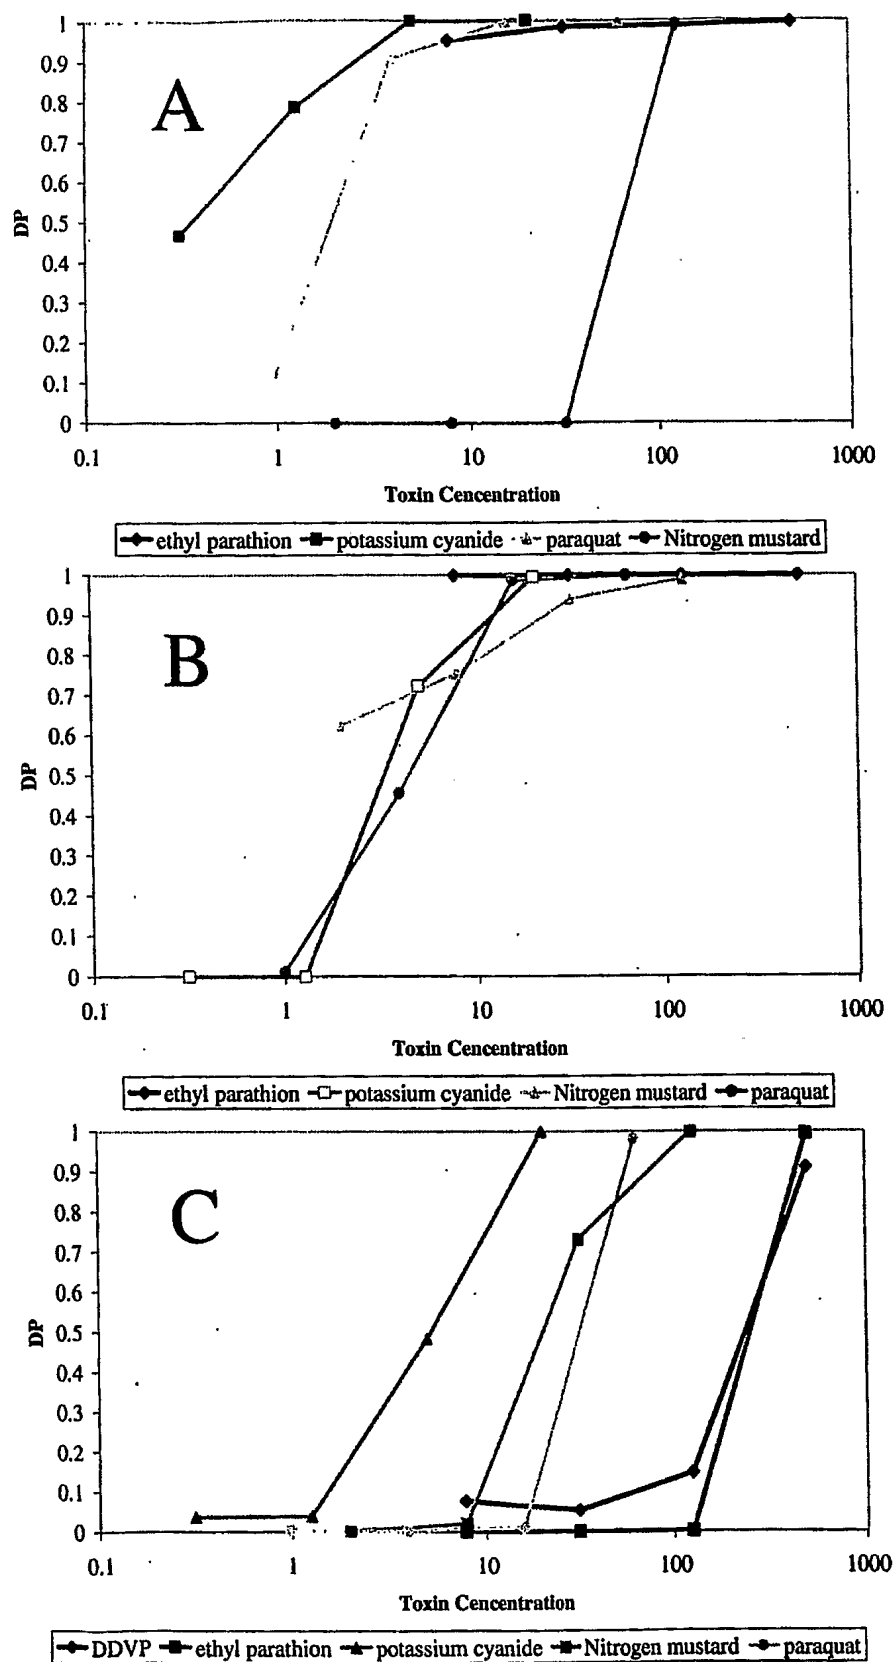 1
0.9
0.8
0.7
0.6
0.5
0.4
0.3
0.2
0.1
0
A
DP
0.1 1 10 100 1000
Toxin Cencentration
ethyl parathion potassium cyanide paraquat Nitrogen mustard
1
0.9
0.8
0.7
0.6
0.5
0.4
0.3
0.2
0.1
0
B
DP
0.1 1 10 100 1000
Toxin Cencentration
ethyl parathion potassium cyanide Nitrogen mustard paraquat
1
0.9
0.8
0.7
0.6
0.5
0.4
0.3
0.2
0.1
0
C
DP
0.1 1 10 100 1000
Toxin Cencentration
DDVP ethyl parathion potassium cyanide Nitrogen mustard paraquat